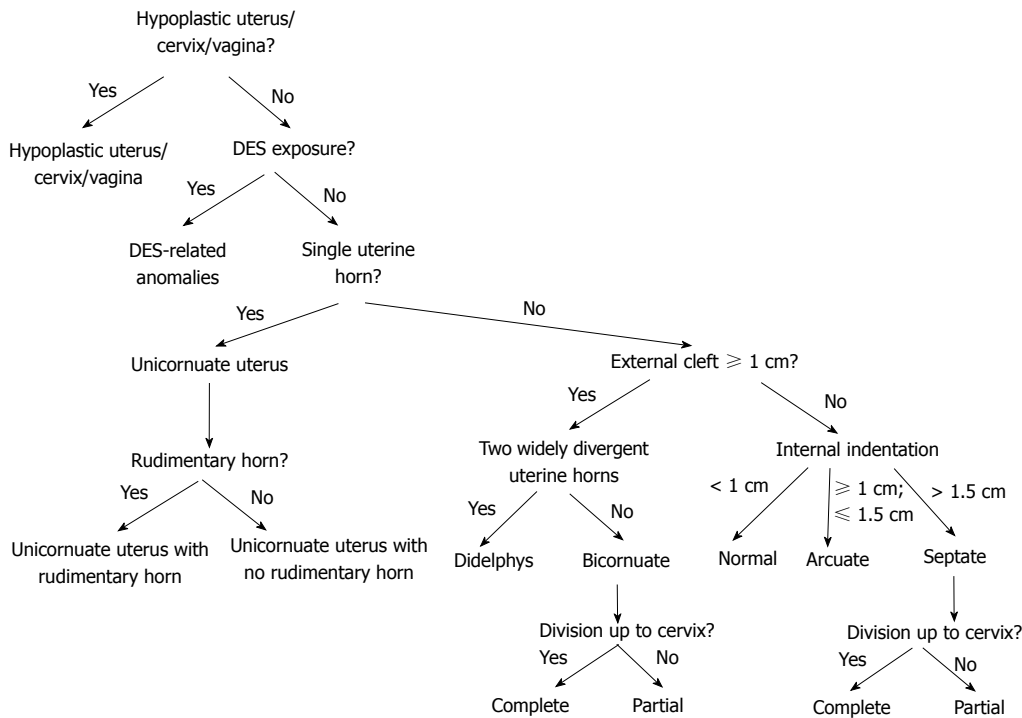 Hypoplastic uterus/
cervix/vagina?
Yes
No
Hypoplastic uterus/
cervix/vagina
DES exposure?
Yes
No
DES-related
anomalies
Single uterine
horn?
Yes
No
Unicornuate uterus
External cleft ⩾ 1 cm?
Yes
No
Rudimentary horn?
Two widely divergent
uterine horns
Internal indentation
Yes
No
Yes
No
< 1 cm
⩾ 1 cm;
⩽ 1.5 cm
> 1.5 cm
Unicornuate uterus with
rudimentary horn
Unicornuate uterus with
no rudimentary horn
Didelphys
Bicornuate
Normal
Arcuate
Septate
Division up to cervix?
Division up to cervix?
Yes
No
Yes
No
Complete
Partial
Complete
Partial